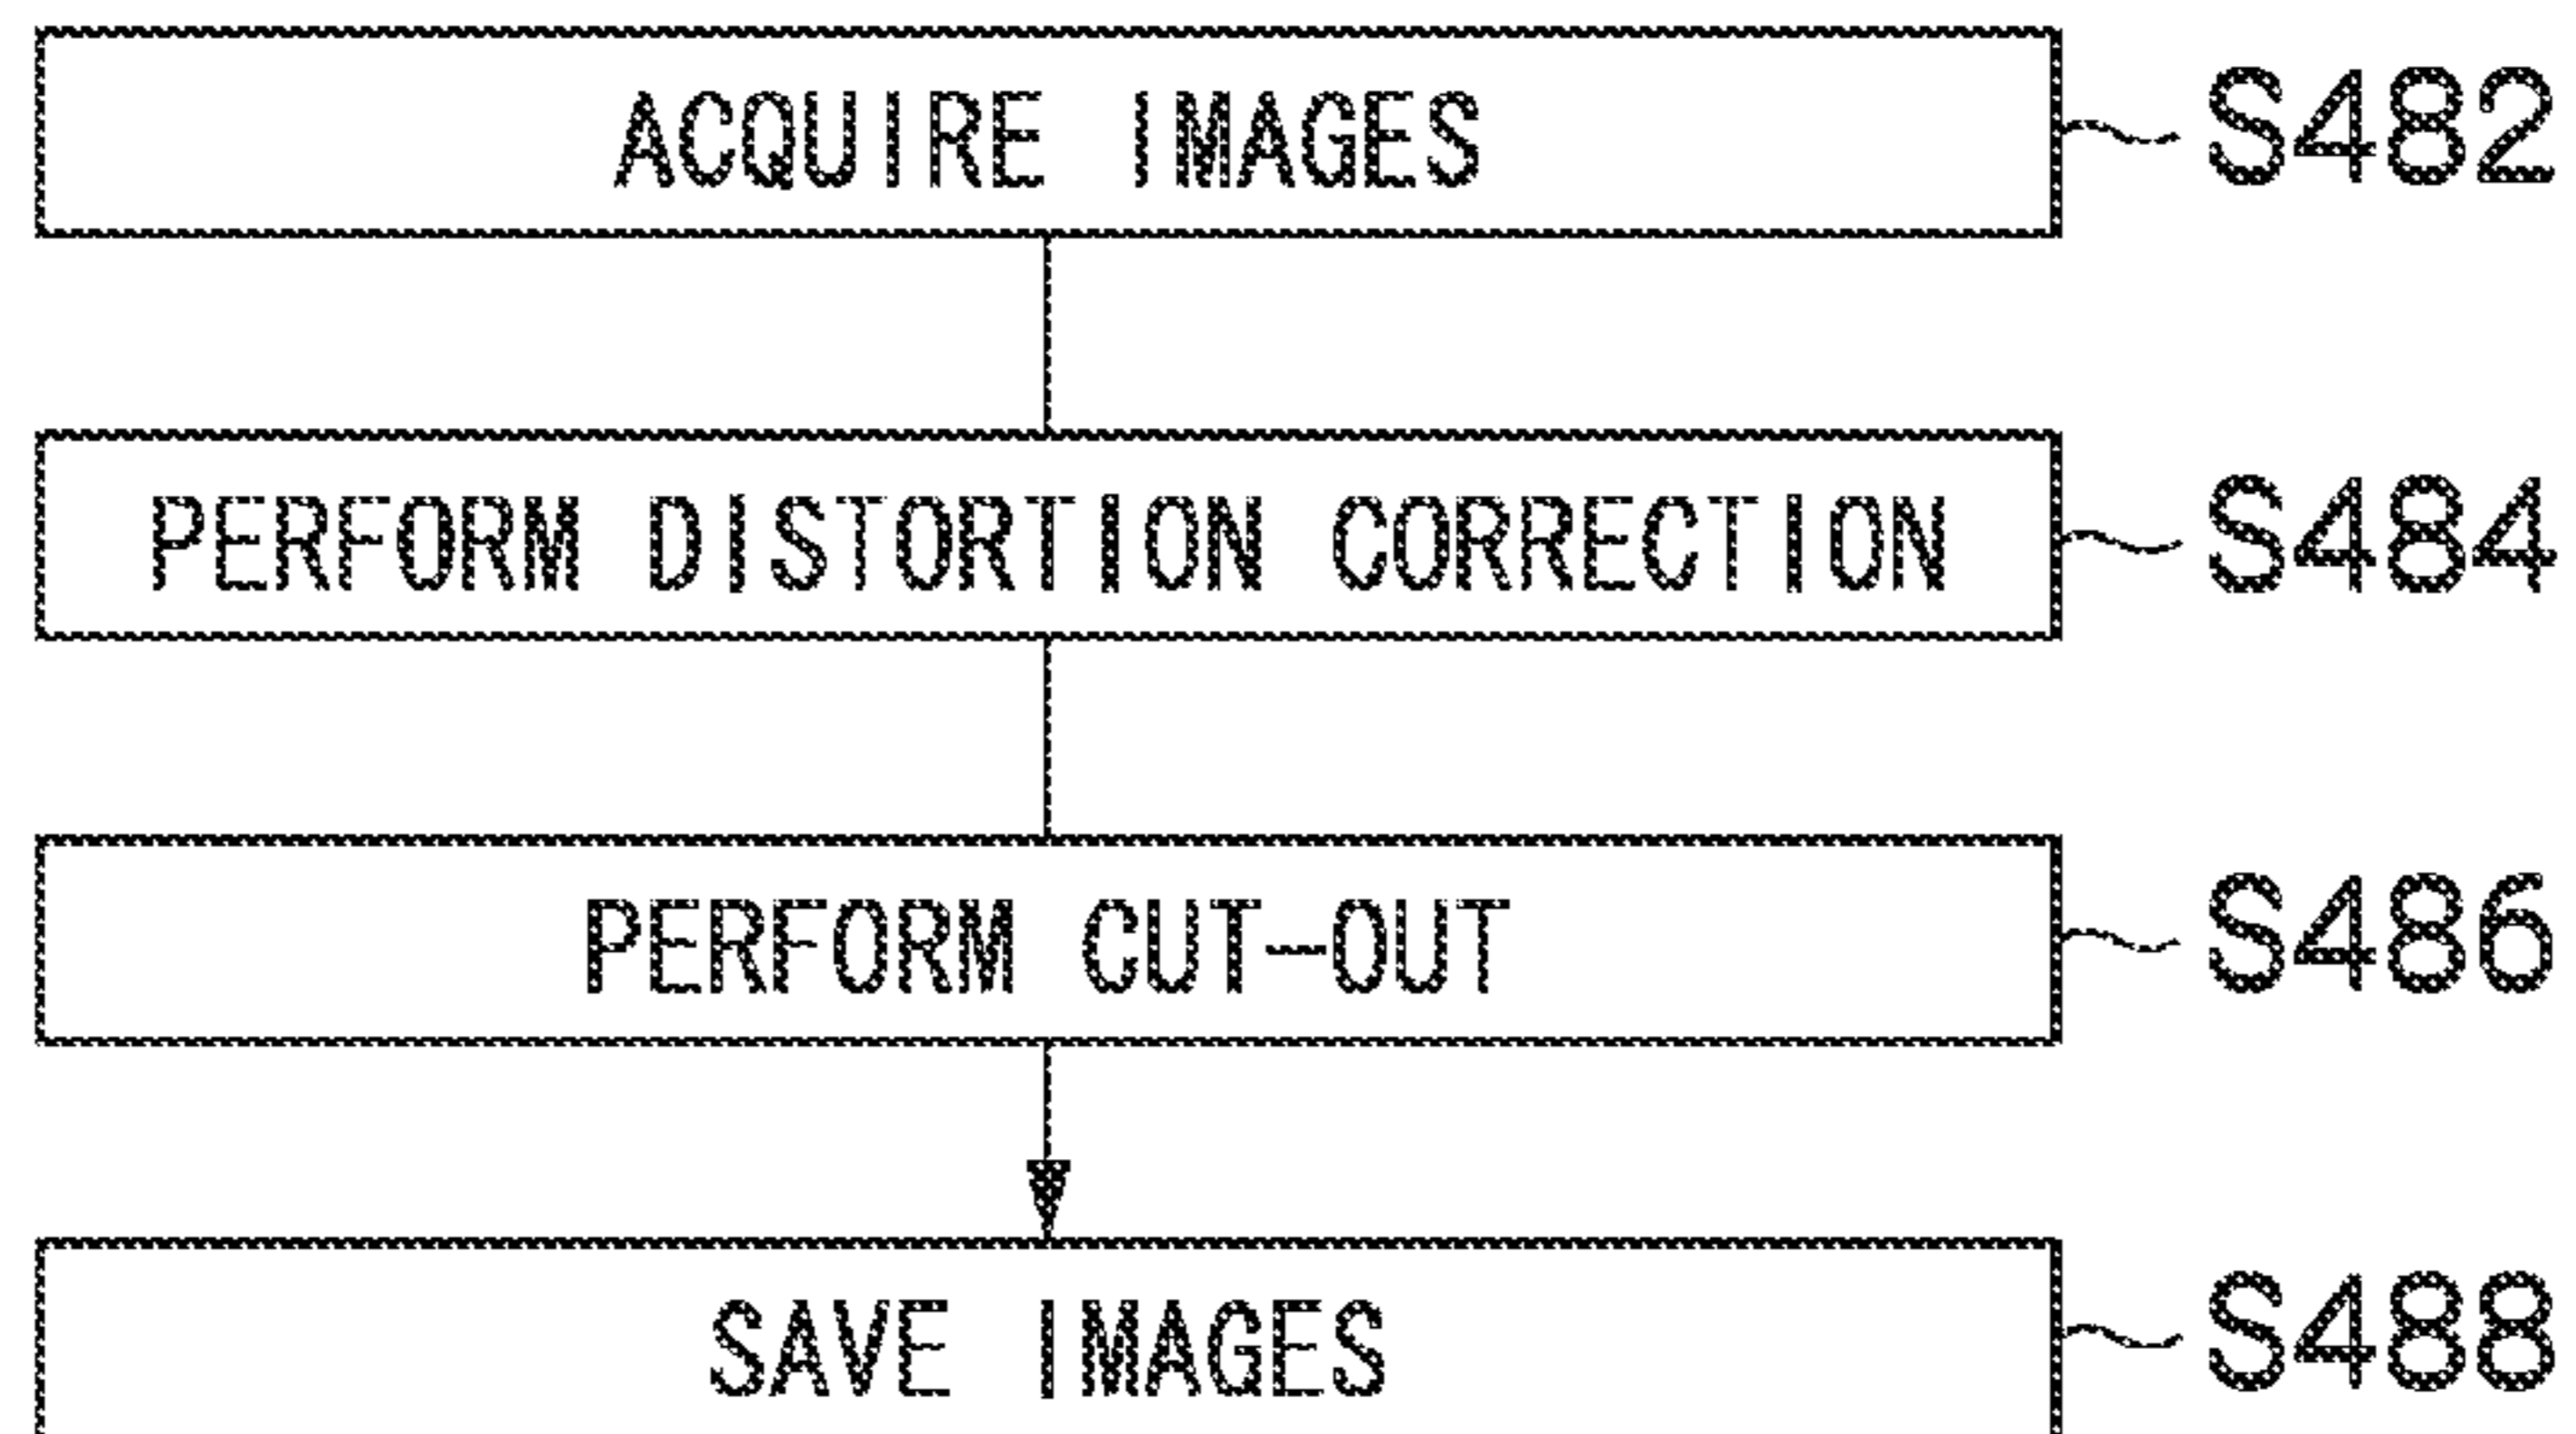 ACQUIRE IMAGES S482
PERFORM DISTORTION CORRECTION S484
PERFORM CUT-OUT S486
SAVE IMAGES S488